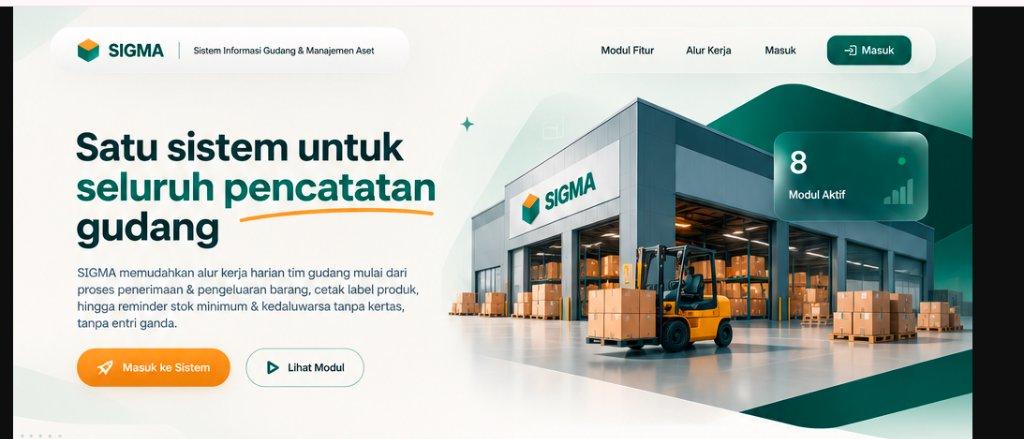 SIGMA
Sistem Informasi Gudang & Manajemen Aset
Modul Fitur
Alur Kerja
Masuk
Masuk
Satu sistem untuk
seluruh pencatatan
gudang
SIGMA memudahkan alur kerja harian tim gudang mulai dari
proses penerimaan & pengeluaran barang, cetak label produk,
hingga reminder stok minimum & kedaluwarsa tanpa kertas,
tanpa entri ganda.
Masuk ke Sistem
Lihat Modul
SIGMA
8
Modul Aktif